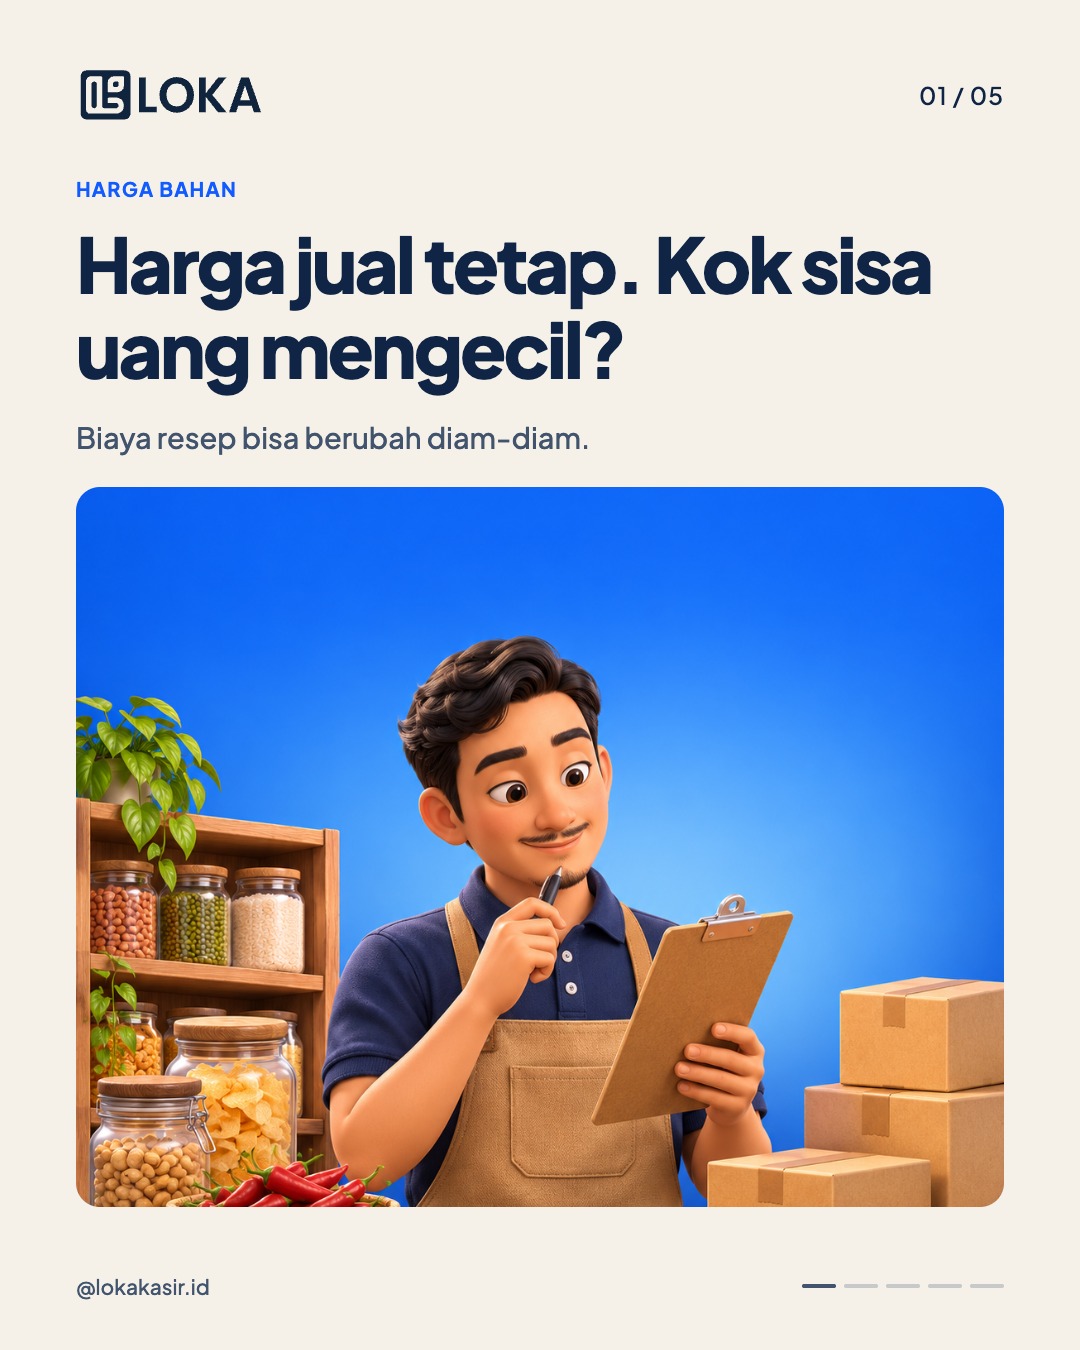 LOKA
01 / 05
HARGA BAHAN
Harga jual tetap. Kok sisa
uang mengecil?
Biaya resep bisa berubah diam-diam.
@lokakasir.id